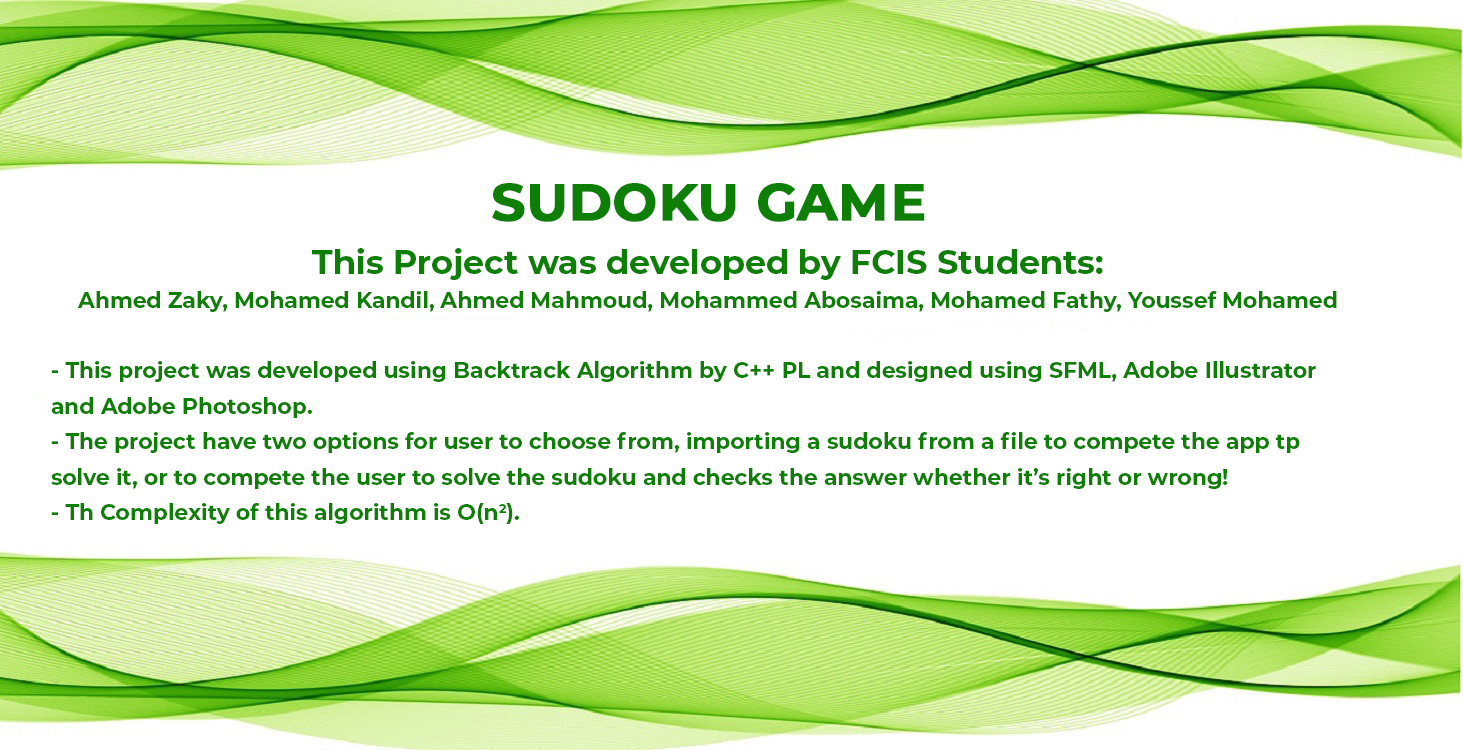 SUDOKU GAME
This Project was developed by FCIS Students:
Ahmed Zaky, Mohamed Kandil, Ahmed Mahmoud, Mohammed Abosaima, Mohamed Fathy, Youssef Mohamed
- This project was developed using Backtrack Algorithm by C++ PL and designed using SFML, Adobe Illustrator
and Adobe Photoshop.
- The project have two options for user to choose from, importing a sudoku from a file to compete the app tp
solve it, or to compete the user to solve the sudoku and checks the answer whether it’s right or wrong!
- Th Complexity of this algorithm is O(n²).